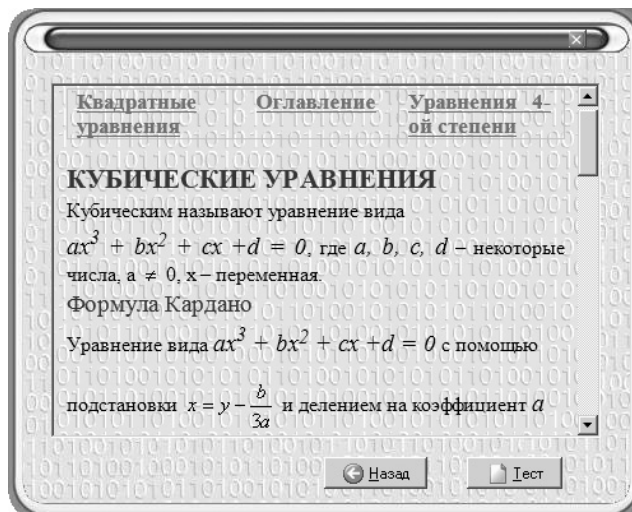 Квадратные Оглавление Уравнения 4-
уравнения ой степени
КУБИЧЕСКИЕ УРАВНЕНИЯ
Кубическим называют уравнение вида
ax³ + bx² + cx +d = 0, где a, b, c, d – некоторые
числа, a ≠ 0, x – переменная.
Формула Кардано
Уравнение вида ax³ + bx² + cx +d = 0 с помощью
подстановки x = y − b/3a и делением на коэффициент a
Назад Тест